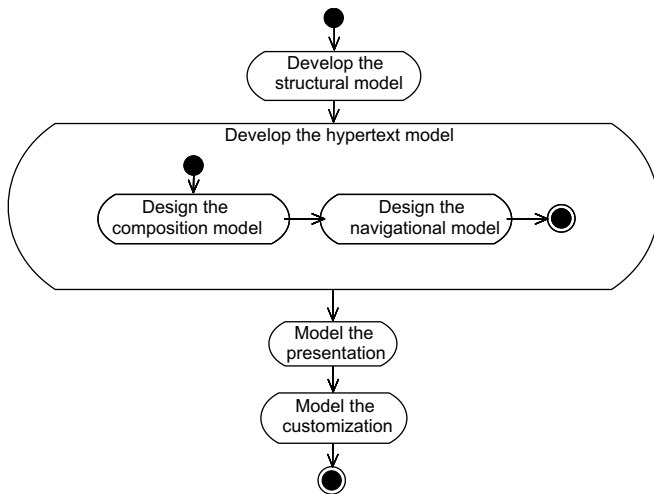 Develop the
structural model
Develop the hypertext model
Design the
composition model
Design the
navigational model
Model the
presentation
Model the
customization